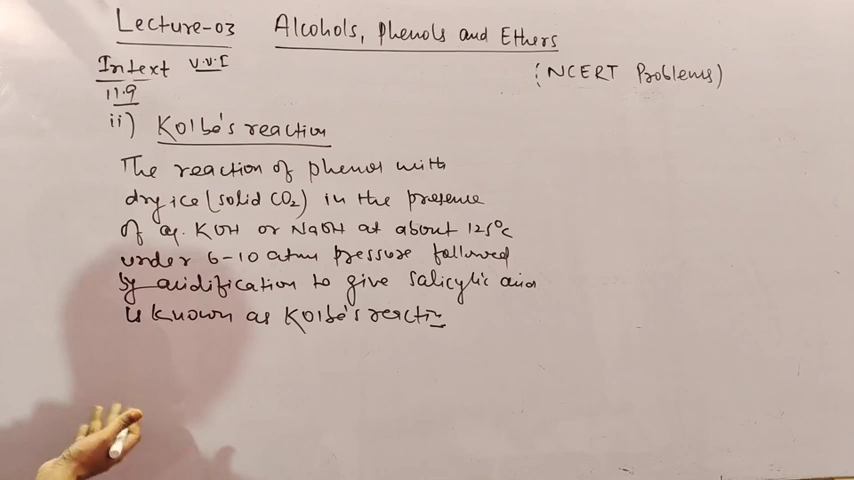 Lecture-03 Alcohols, Phenols and Ethers
(NCERT Problems)
Intext V.V.I
11.9
ii) Kolbe's reaction
The reaction of phenol with
dry ice (solid CO2) in the presence
of aq. KOH or NaOH at about 125°C
under 6-10 atm pressure followed
by acidification to give salicylic acid
is known as Kolbe's reaction